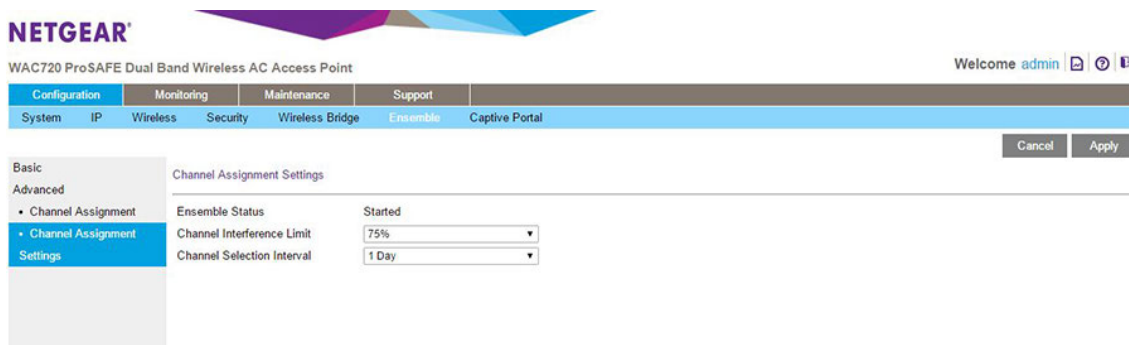 NETGEAR®
WAC720 ProSAFE Dual Band Wireless AC Access Point
Welcome admin
Configuration Monitoring Maintenance Support
System IP Wireless Security Wireless Bridge Ensemble Captive Portal
Cancel Apply
Basic
Advanced
• Channel Assignment
• Channel Assignment
Settings
Channel Assignment Settings
Ensemble Status Started
Channel Interference Limit 75%
Channel Selection Interval 1 Day